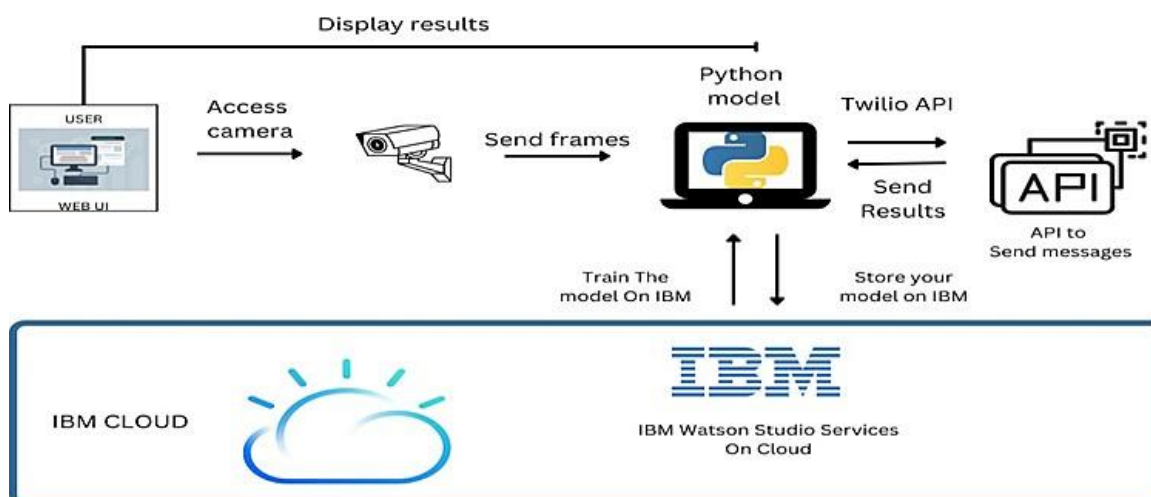 Display results
USER
WEB UI
Access
camera
Send frames
Python
model
Twilio API
Send
Results
API
API to
Send messages
Train The
model On IBM
Store your
model on IBM
IBM CLOUD
IBM
IBM Watson Studio Services
On Cloud